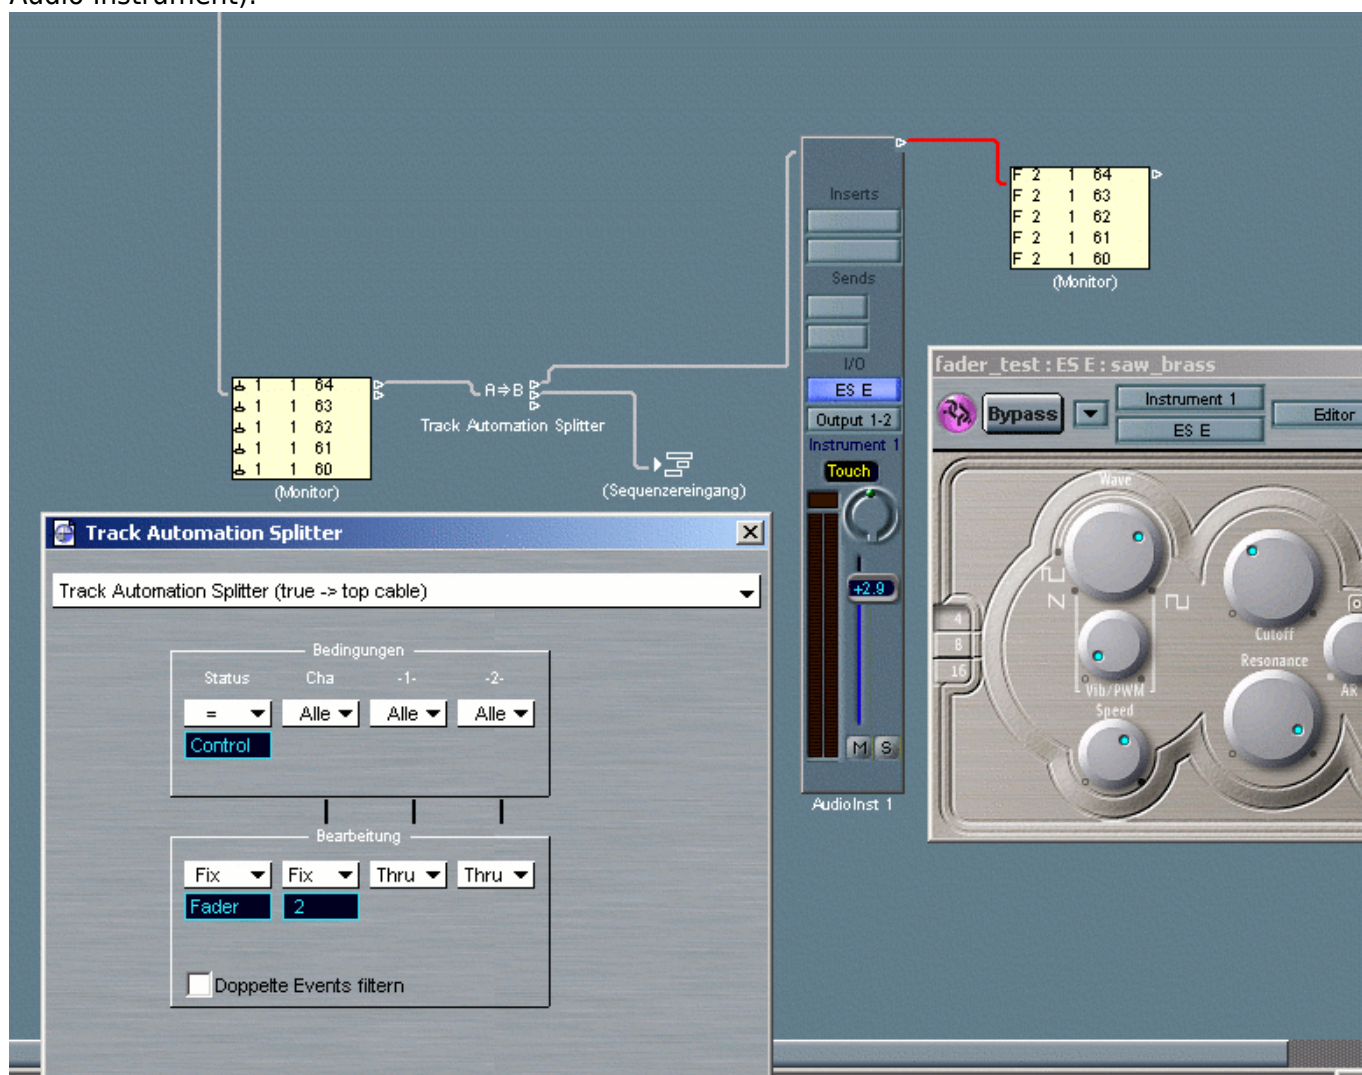 Audio Instrument).
Inserts
Sends
I/O
ES E
Output 1-2
Instrument 1
Touch
+2.9
M S
AudioInst 1
F 2 1 64
F 2 1 63
F 2 1 62
F 2 1 61
F 2 1 60
(Monitor)
1 1 64
1 1 63
1 1 62
1 1 61
1 1 60
(Monitor)
A⇒B
Track Automation Splitter
(Sequenzereingang)
fader_test : ES E : saw_brass
Bypass
Instrument 1
ES E
Editor
Wave
4
8
16
Vib/PWM
Speed
Cutoff
Resonance
AR
Track Automation Splitter
Track Automation Splitter (true -> top cable)
Bedingungen
Status Cha -1- -2-
= Alle Alle Alle
Control
Bearbeitung
Fix Fix Thru Thru
Fader 2
Doppelte Events filtern